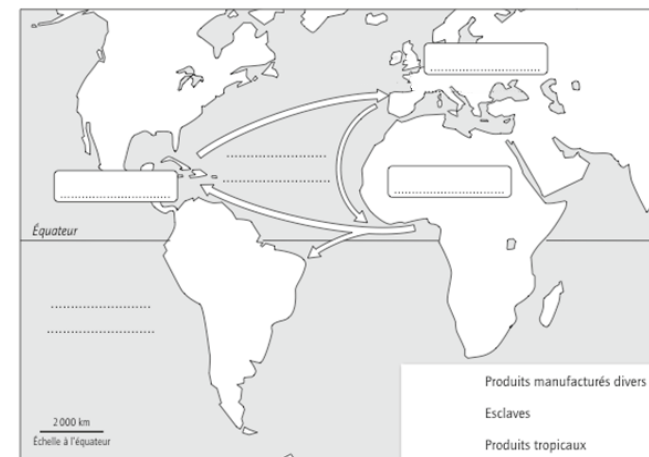 Équateur
2 000 km
Échelle à l'équateur
Produits manufacturés divers
Esclaves
Produits tropicaux